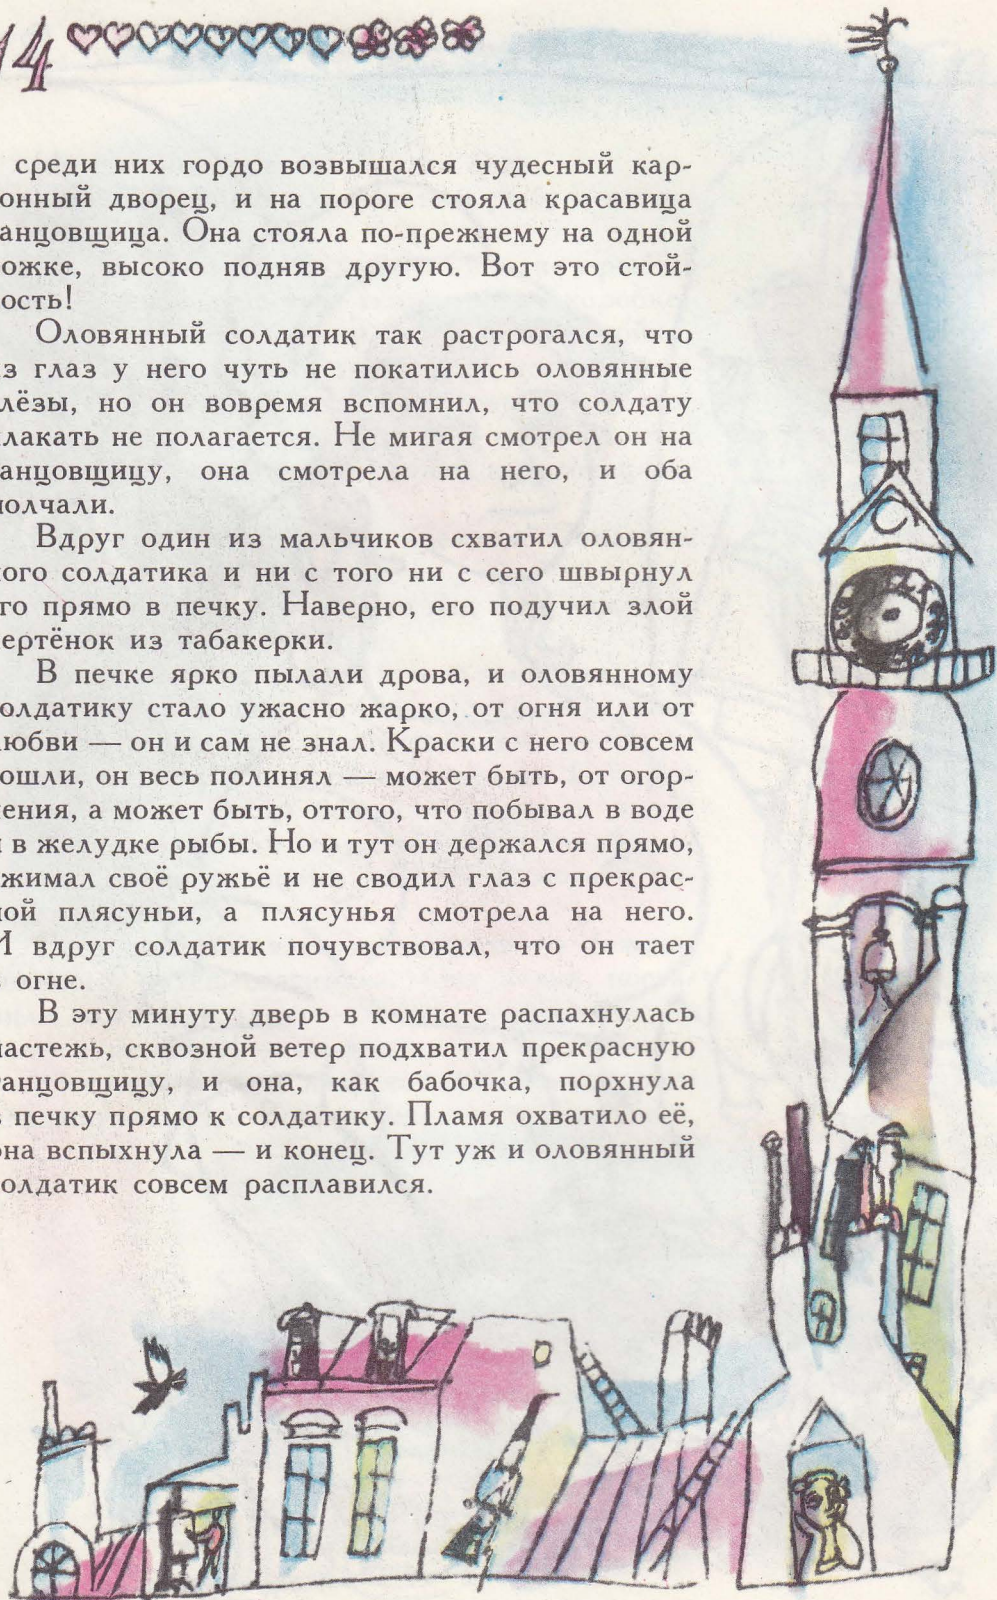 14
среди них гордо возвышался чудесный кар-
онный дворец, и на пороге стояла красавица
анцовщица. Она стояла по-прежнему на одной
ожке, высоко подняв другую. Вот это стой-
ость!
Оловянный солдатик так растрогался, что
з глаз у него чуть не покатились оловянные
лёзы, но он вовремя вспомнил, что солдату
лакать не полагается. Не мигая смотрел он на
анцовщицу, она смотрела на него, и оба
олчали.
Вдруг один из мальчиков схватил оловян-
ого солдатика и ни с того ни с сего швырнул
го прямо в печку. Наверно, его подучил злой
ертёнок из табакерки.
В печке ярко пылали дрова, и оловянному
олдатику стало ужасно жарко, от огня или от
юбви — он и сам не знал. Краски с него совсем
ошли, он весь полинял — может быть, от огор-
ения, а может быть, оттого, что побывал в воде
в желудке рыбы. Но и тут он держался прямо,
жимал своё ружьё и не сводил глаз с прекрас-
ной плясуньи, а плясунья смотрела на него.
И вдруг солдатик почувствовал, что он тает
огне.
В эту минуту дверь в комнате распахнулась
настежь, сквозной ветер подхватил прекрасную
танцовщицу, и она, как бабочка, порхнула
в печку прямо к солдатику. Пламя охватило её,
она вспыхнула — и конец. Тут уж и оловянный
олдатик совсем расплавился.